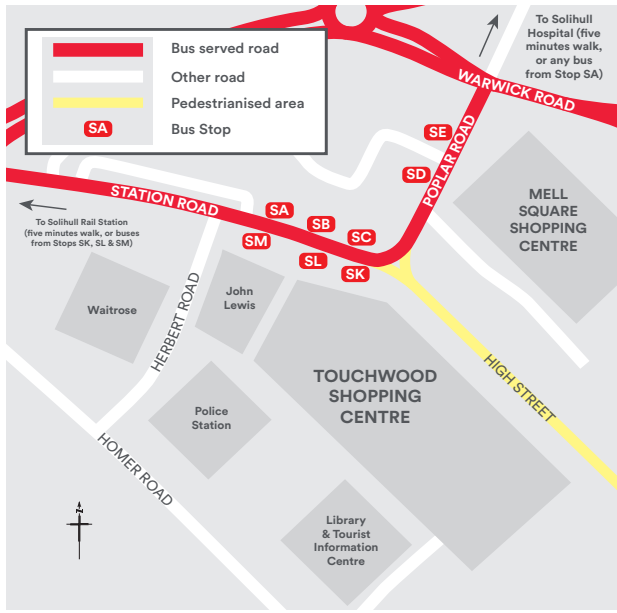 Bus served road
Other road
Pedestrianised area
SA
Bus Stop
To Solihull
Hospital (five
minutes walk,
or any bus
from Stop SA)
WARWICK ROAD
POPLAR ROAD
SE
SD
MELL
SQUARE
SHOPPING
CENTRE
STATION ROAD
SA
SB
SC
SM
SL
SK
To Solihull Rail Station
(five minutes walk, or buses
from Stops SK, SL & SM)
Waitrose
John
Lewis
HERBERT ROAD
TOUCHWOOD
SHOPPING
CENTRE
HIGH STREET
Police
Station
HOMER ROAD
Library
& Tourist
Information
Centre
N